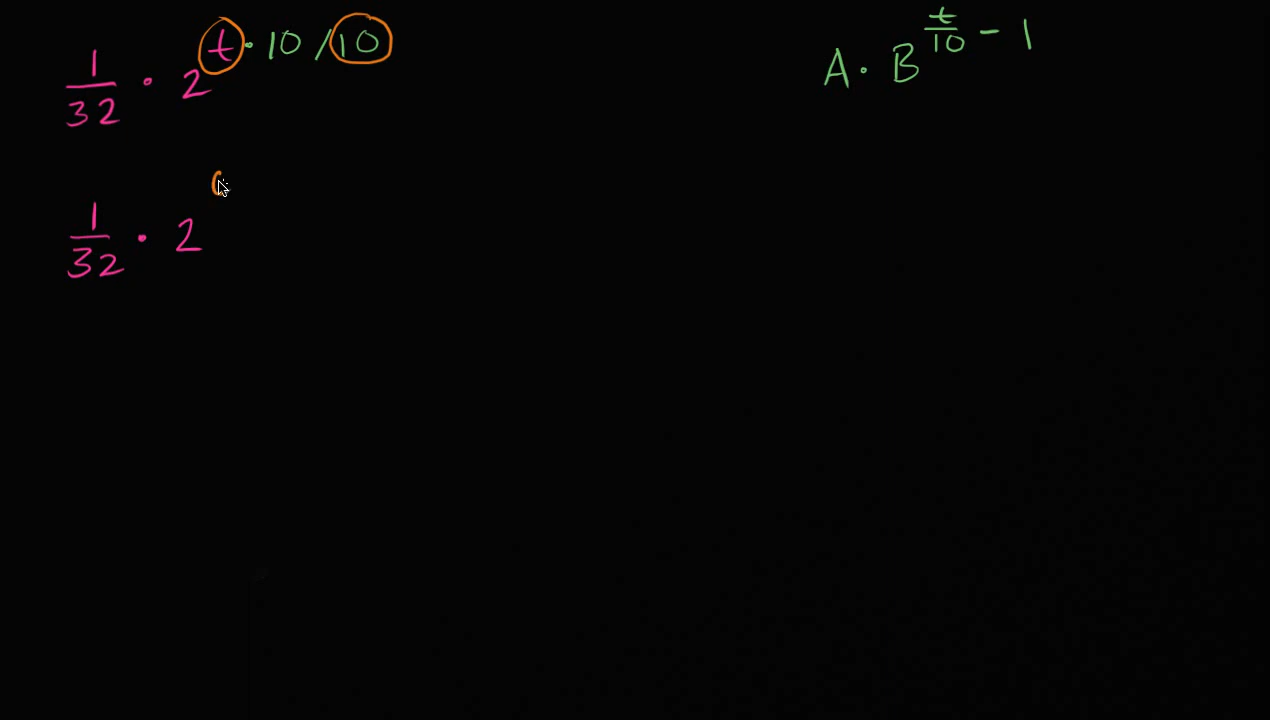 1/32 · 2^(t · 10 / 10)
A · B^(t/10 - 1)
1/32 · 2^(